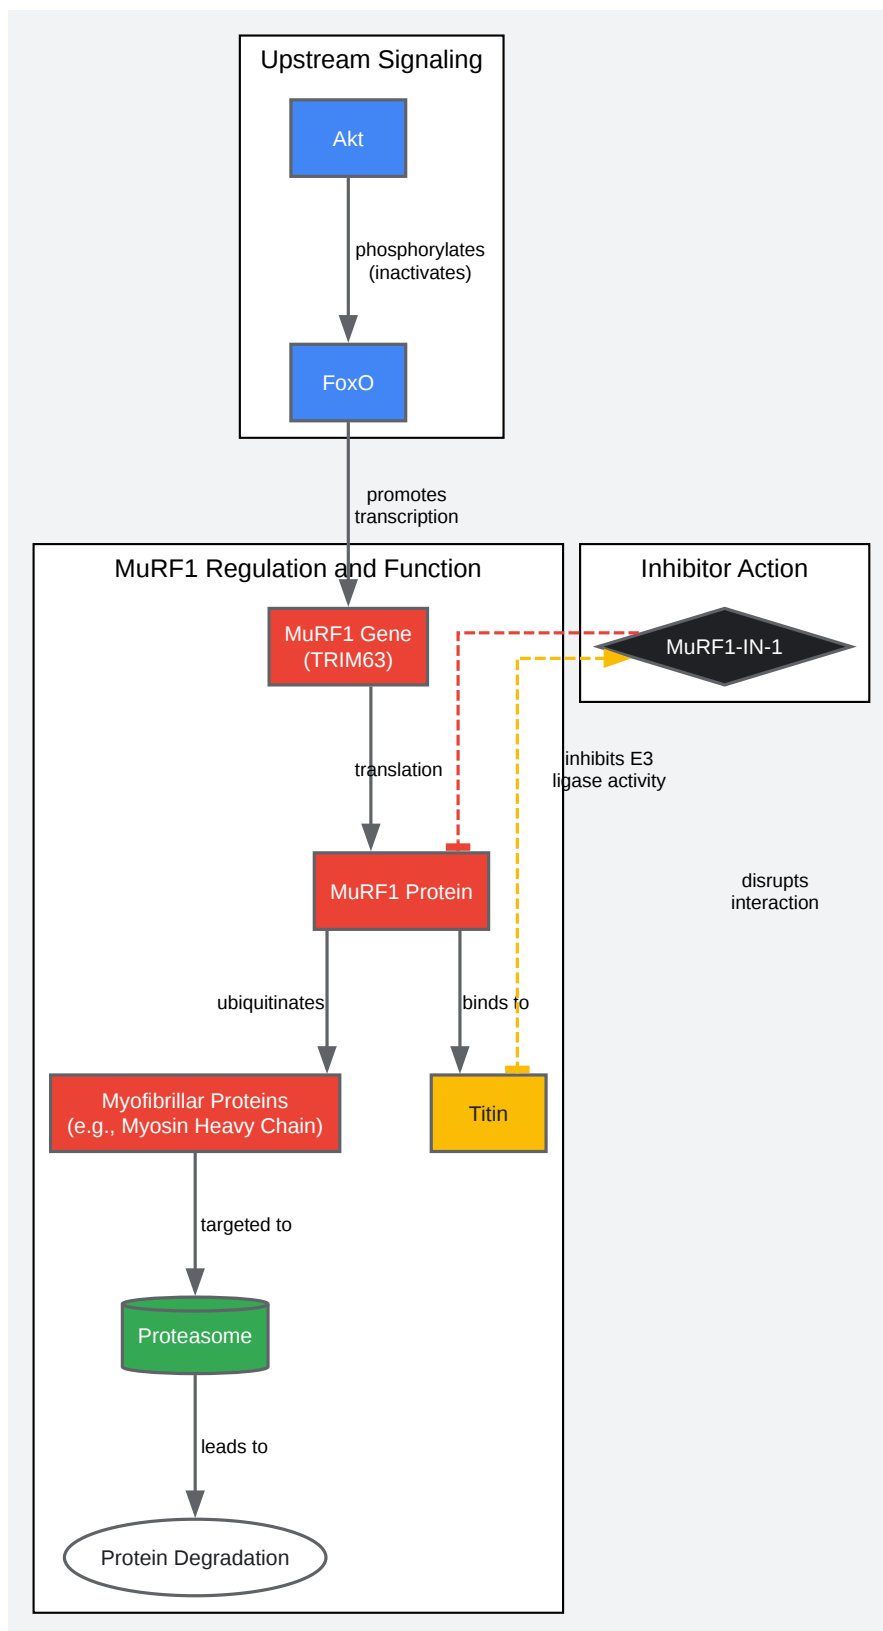 Upstream Signaling
Akt
phosphorylates
(inactivates)
FoxO
promotes
transcription
MuRF1 Regulation and Function
Inhibitor Action
MuRF1 Gene
(TRIM63)
MuRF1-IN-1
translation
inhibits E3
ligase activity
MuRF1 Protein
disrupts
interaction
ubiquitinates
binds to
Myofibrillar Proteins
(e.g., Myosin Heavy Chain)
Titin
targeted to
Proteasome
leads to
Protein Degradation